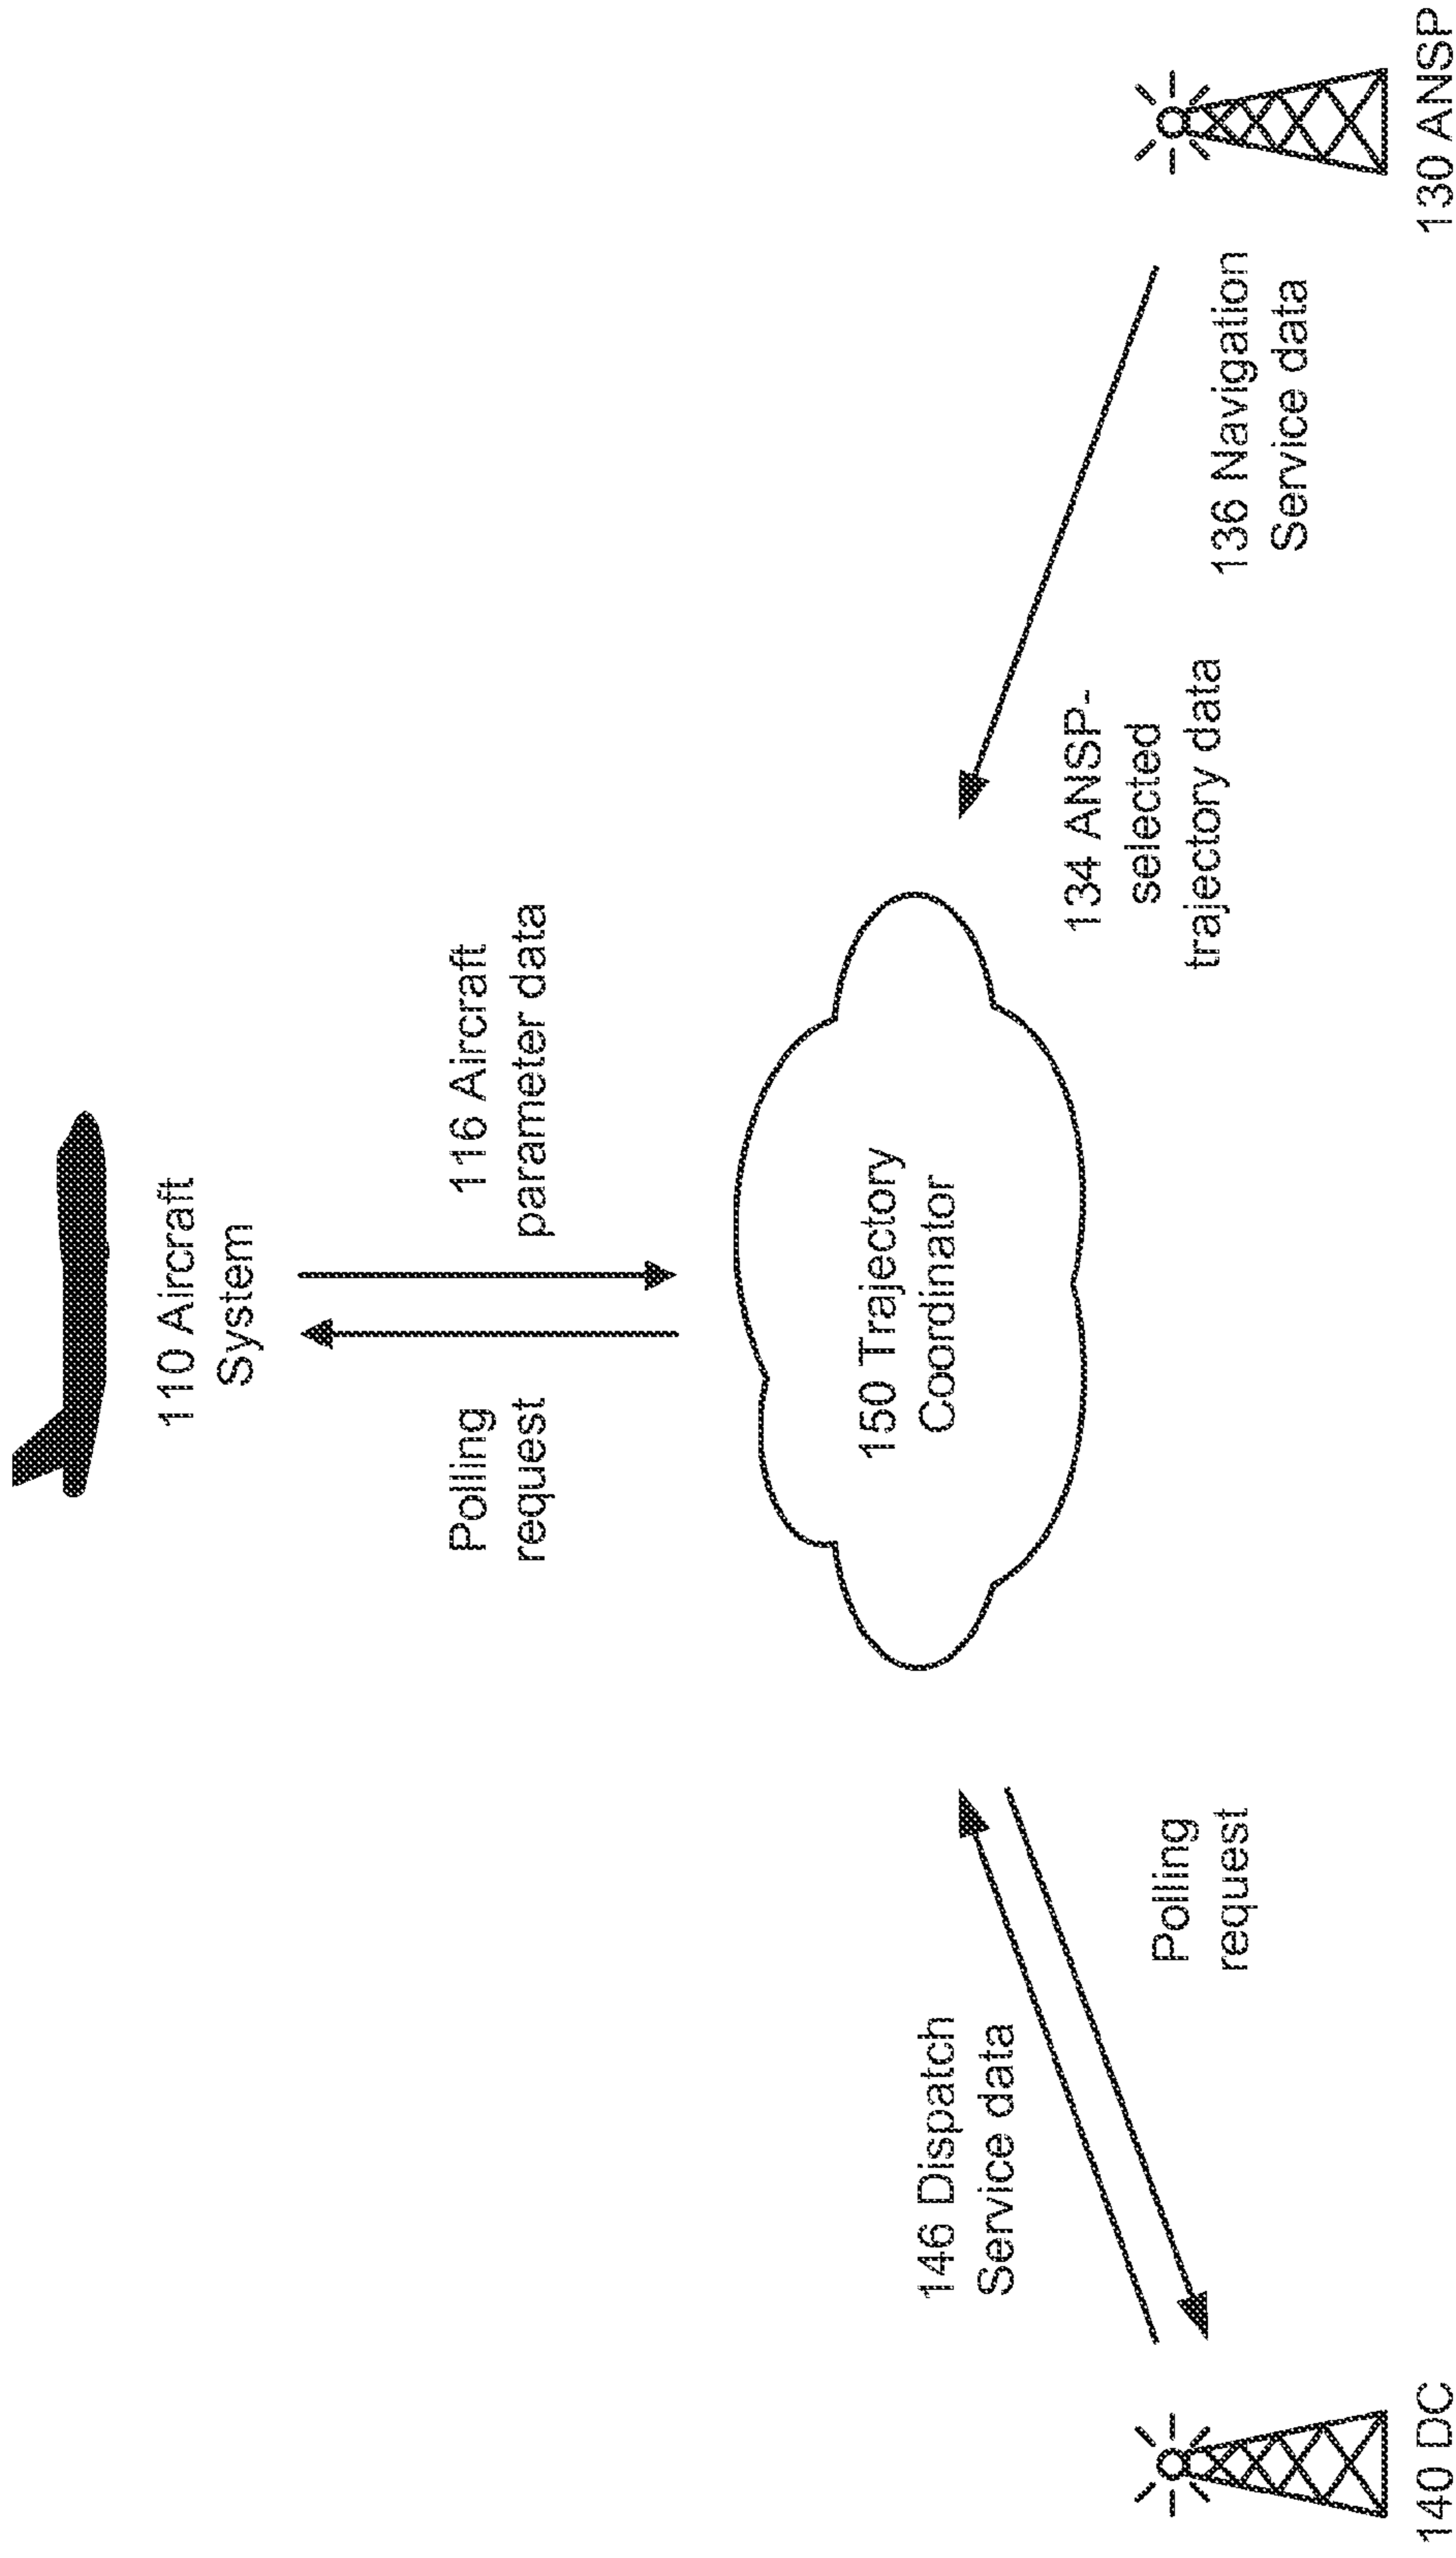 110 Aircraft
System
Polling
request
116 Aircraft
parameter data
150 Trajectory
Coordinator
146 Dispatch
Service data
Polling
request
134 ANSP-
selected
trajectory data
136 Navigation
Service data
140 DC
130 ANSP